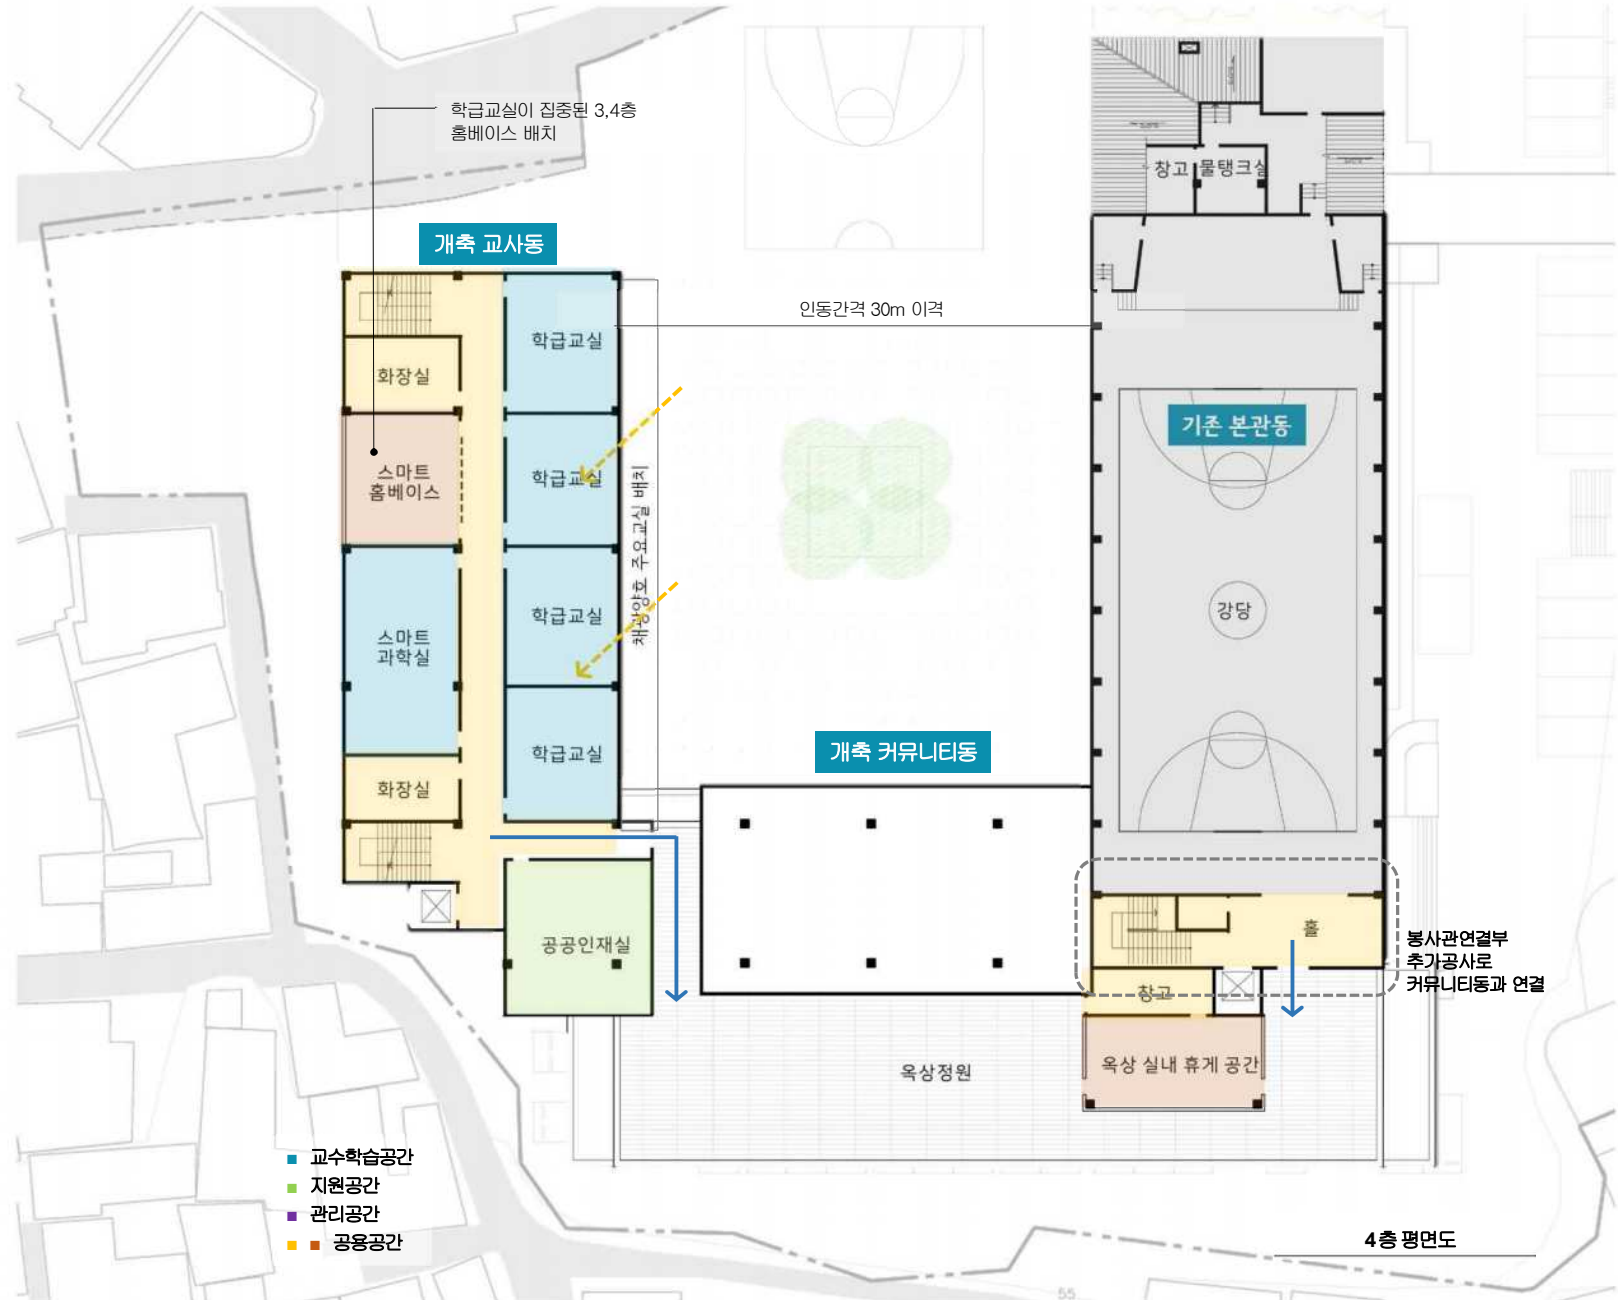 학급교실이 집중된 3,4층
홈베이스 배치
창고
물탱크실
개축 교사동
인동간격 30m 이격
학급교실
화장실
기존 본관동
스마트
홈베이스
학급교실
채광양호 주요교실 배치
강당
학급교실
스마트
과학실
개축 커뮤니티동
학급교실
화장실
홀
공공인재실
봉사관연결부
추가공사로
커뮤니티동과 연결
창고
옥상정원
옥상 실내 휴게 공간
교수학습공간
지원공간
관리공간
공용공간
4층 평면도
55